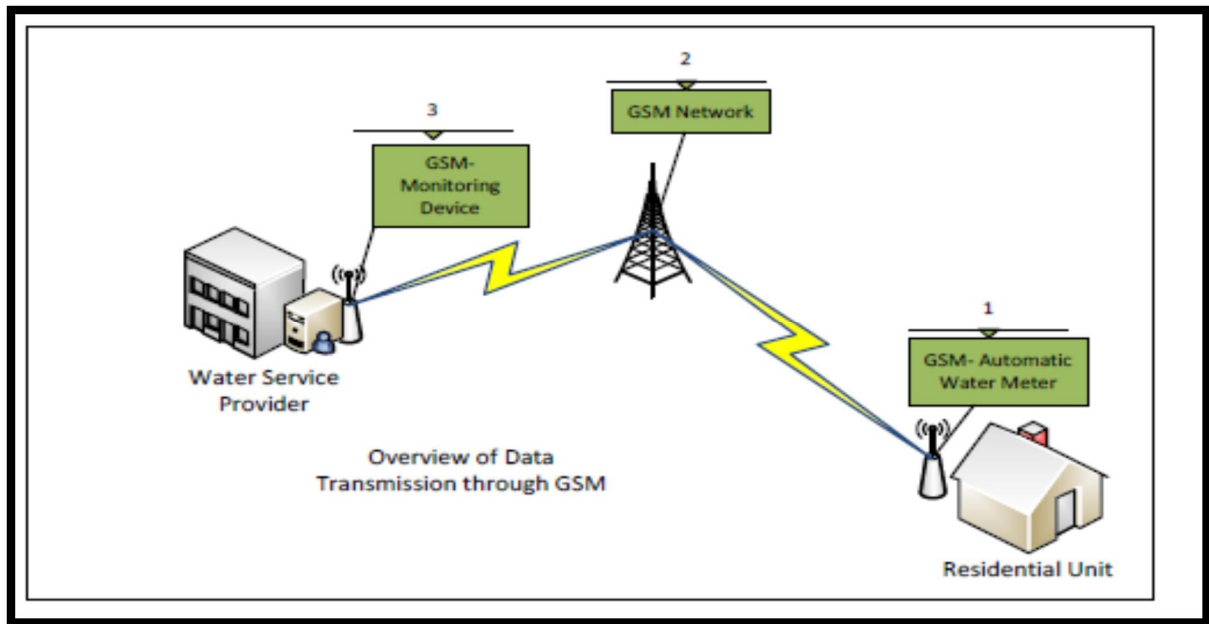 2
GSM Network
3
GSM-
Monitoring
Device
1
GSM- Automatic
Water Meter
Water Service
Provider
Overview of Data
Transmission through GSM
Residential Unit